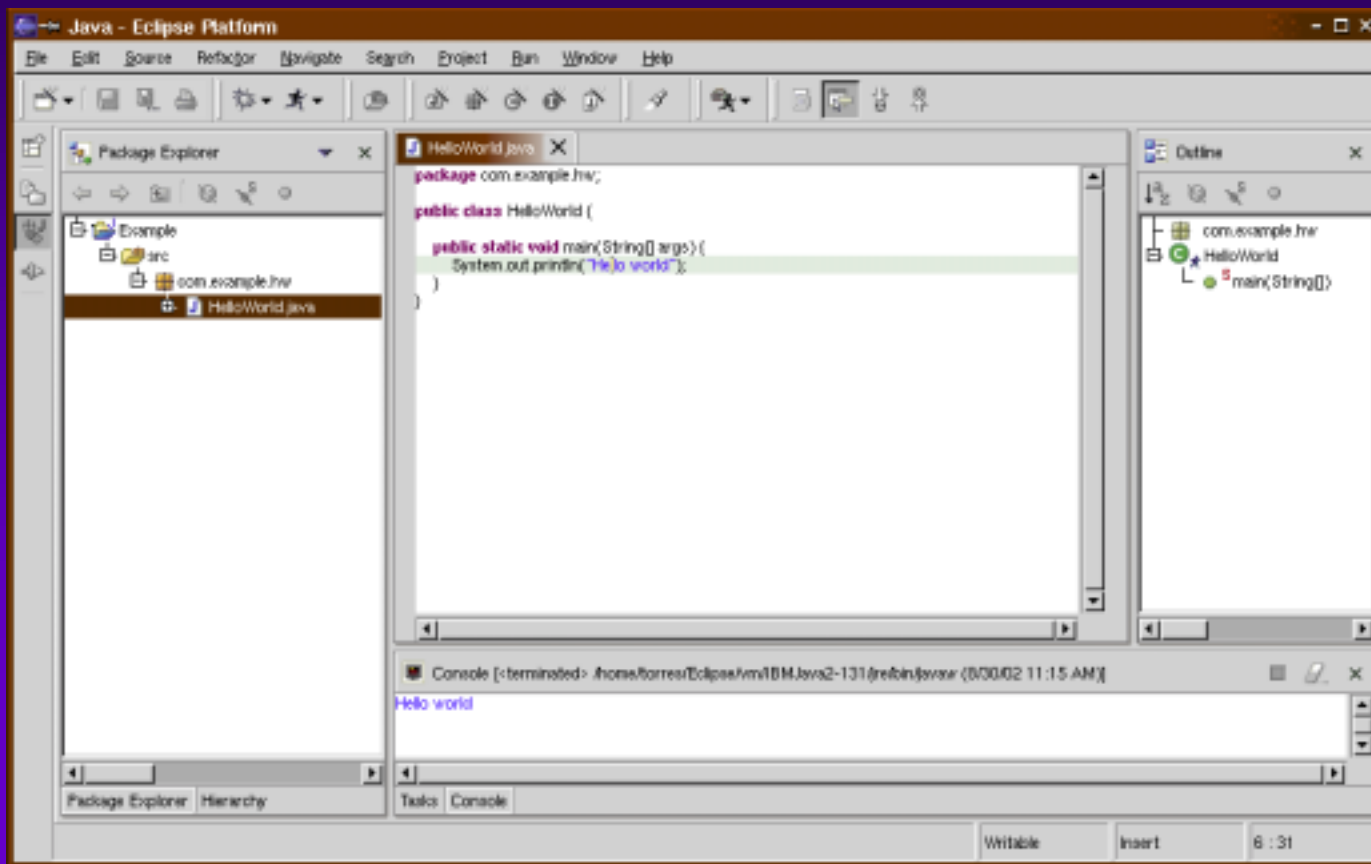 Java - Eclipse Platform
File Edit Source Refactor Navigate Search Project Run Window Help
Package Explorer
Example
src
com.example.hw
HelloWorld.java
HelloWorld.java
package com.example.hw;
public class HelloWorld {
public static void main(String[] args) {
System.out.println("Hello world");
}
}
Outline
com.example.hw
HelloWorld
main(String[])
Console [<terminated> /home/torres/Eclipse/vm/IBMJava2-131/jre/bin/javaw (8/30/02 11:15 AM)]
Hello world
Package Explorer Hierarchy
Tasks Console
Writable Insert 6 : 31